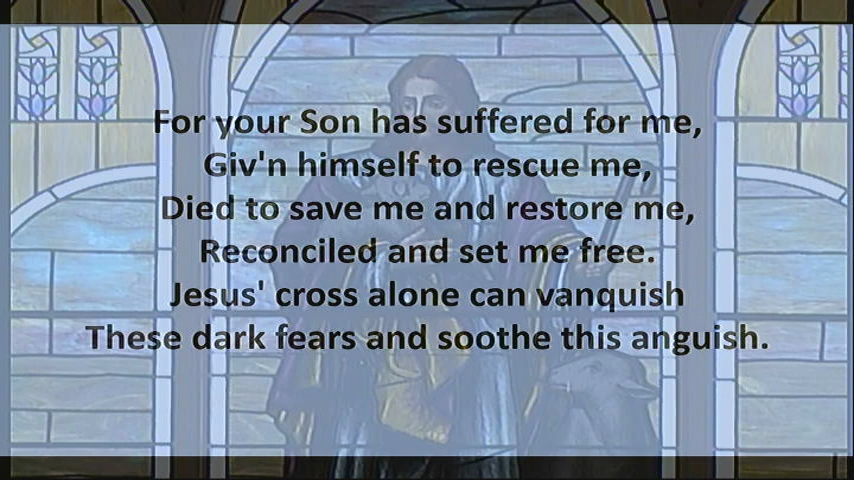 For your Son has suffered for me,
Giv'n himself to rescue me,
Died to save me and restore me,
Reconciled and set me free.
Jesus' cross alone can vanquish
These dark fears and soothe this anguish.